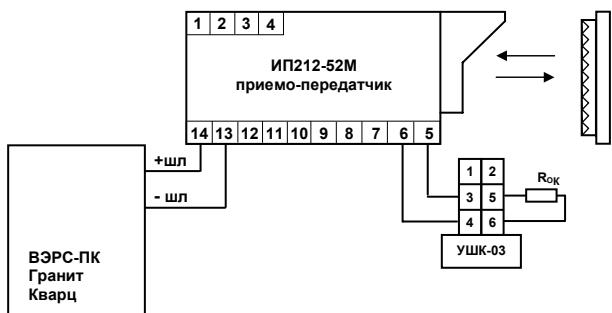 1 2 3 4
ИП212-52М
приемо-передатчик
14 13 12 11 10 9 8 7 6 5
+шл
- шл
ВЭРС-ПК
Гранит
Кварц
1 2
3 5
4 6
Rок
УШК-03